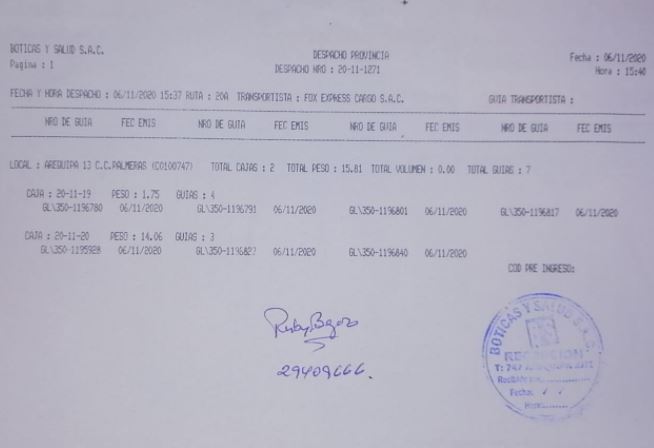 BOTICAS Y SALUD S.A.C.
Pagina : 1
DESPACHO PROVINCIA
DESPACHO NRO : 20-11-1271
Fecha : 06/11/2020
Hora : 15:40
FECHA Y HORA DESPACHO : 06/11/2020 15:37 RUTA : 20A TRANSPORTISTA : FOX EXPRESS CARGO S.A.C. GUIA TRANSPORTISTA :
NRO DE GUIA FEC EMIS NRO DE GUIA FEC EMIS NRO DE GUIA FEC EMIS NRO DE GUIA FEC EMIS
LOCAL : AREQUIPA 13 C.C.PALMERAS (C0100747) TOTAL CAJAS : 2 TOTAL PESO : 15.81 TOTAL VOLUMEN : 0.00 TOTAL GUIAS : 7
CAJA : 20-11-19 PESO : 1.75 GUIAS : 4
GL\350-1196780 06/11/2020 GL\350-1196791 06/11/2020 GL\350-1196801 06/11/2020 GL\350-1196817 06/11/2020
CAJA : 20-11-20 PESO : 14.06 GUIAS : 3
GL\350-1195928 06/11/2020 GL\350-1196827 06/11/2020 GL\350-1196840 06/11/2020
COD PRE INGRESO:
29409666.
BOTICAS Y SALUD S.A.C.
RECEPCION
T: 747
Fecha: / /
Hora: